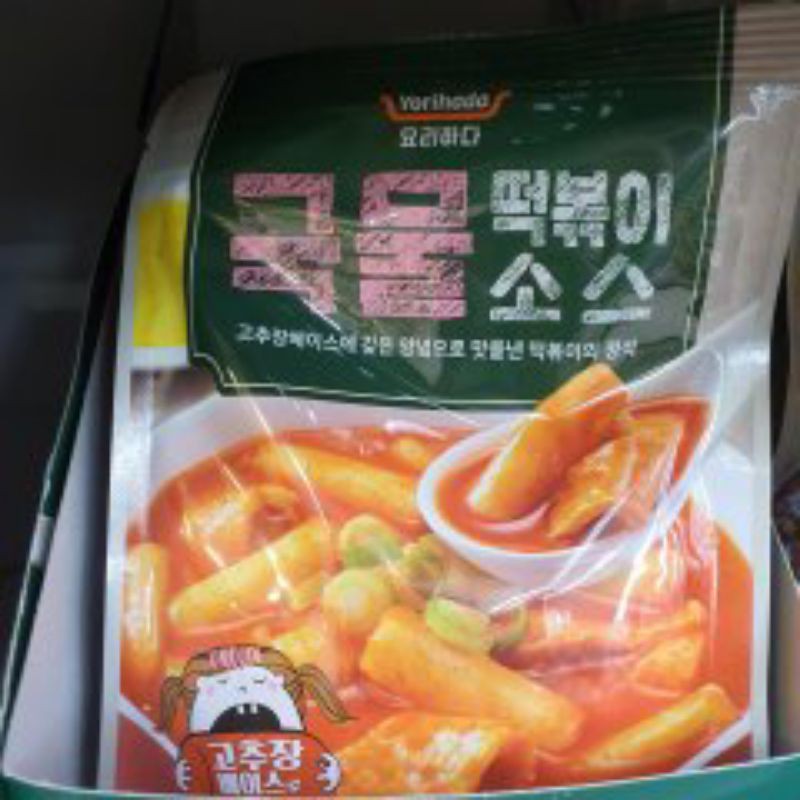 Yorihada
요리하다
국물 떡볶이
소스
고추장베이스에 깊은 양념으로 맛을낸 떡볶이의 정석
고추장
베이스로